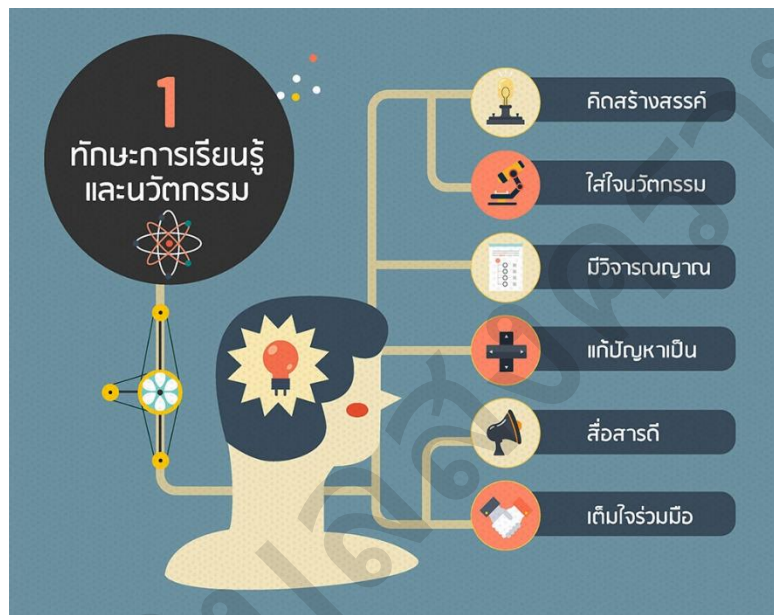 1
ทักษะการเรียนรู้
และนวัตกรรม
คิดสร้างสรรค์
ใส่ใจนวัตกรรม
มีวิจารณญาณ
แก้ปัญหาเป็น
สื่อสารดี
เต็มใจร่วมมือ